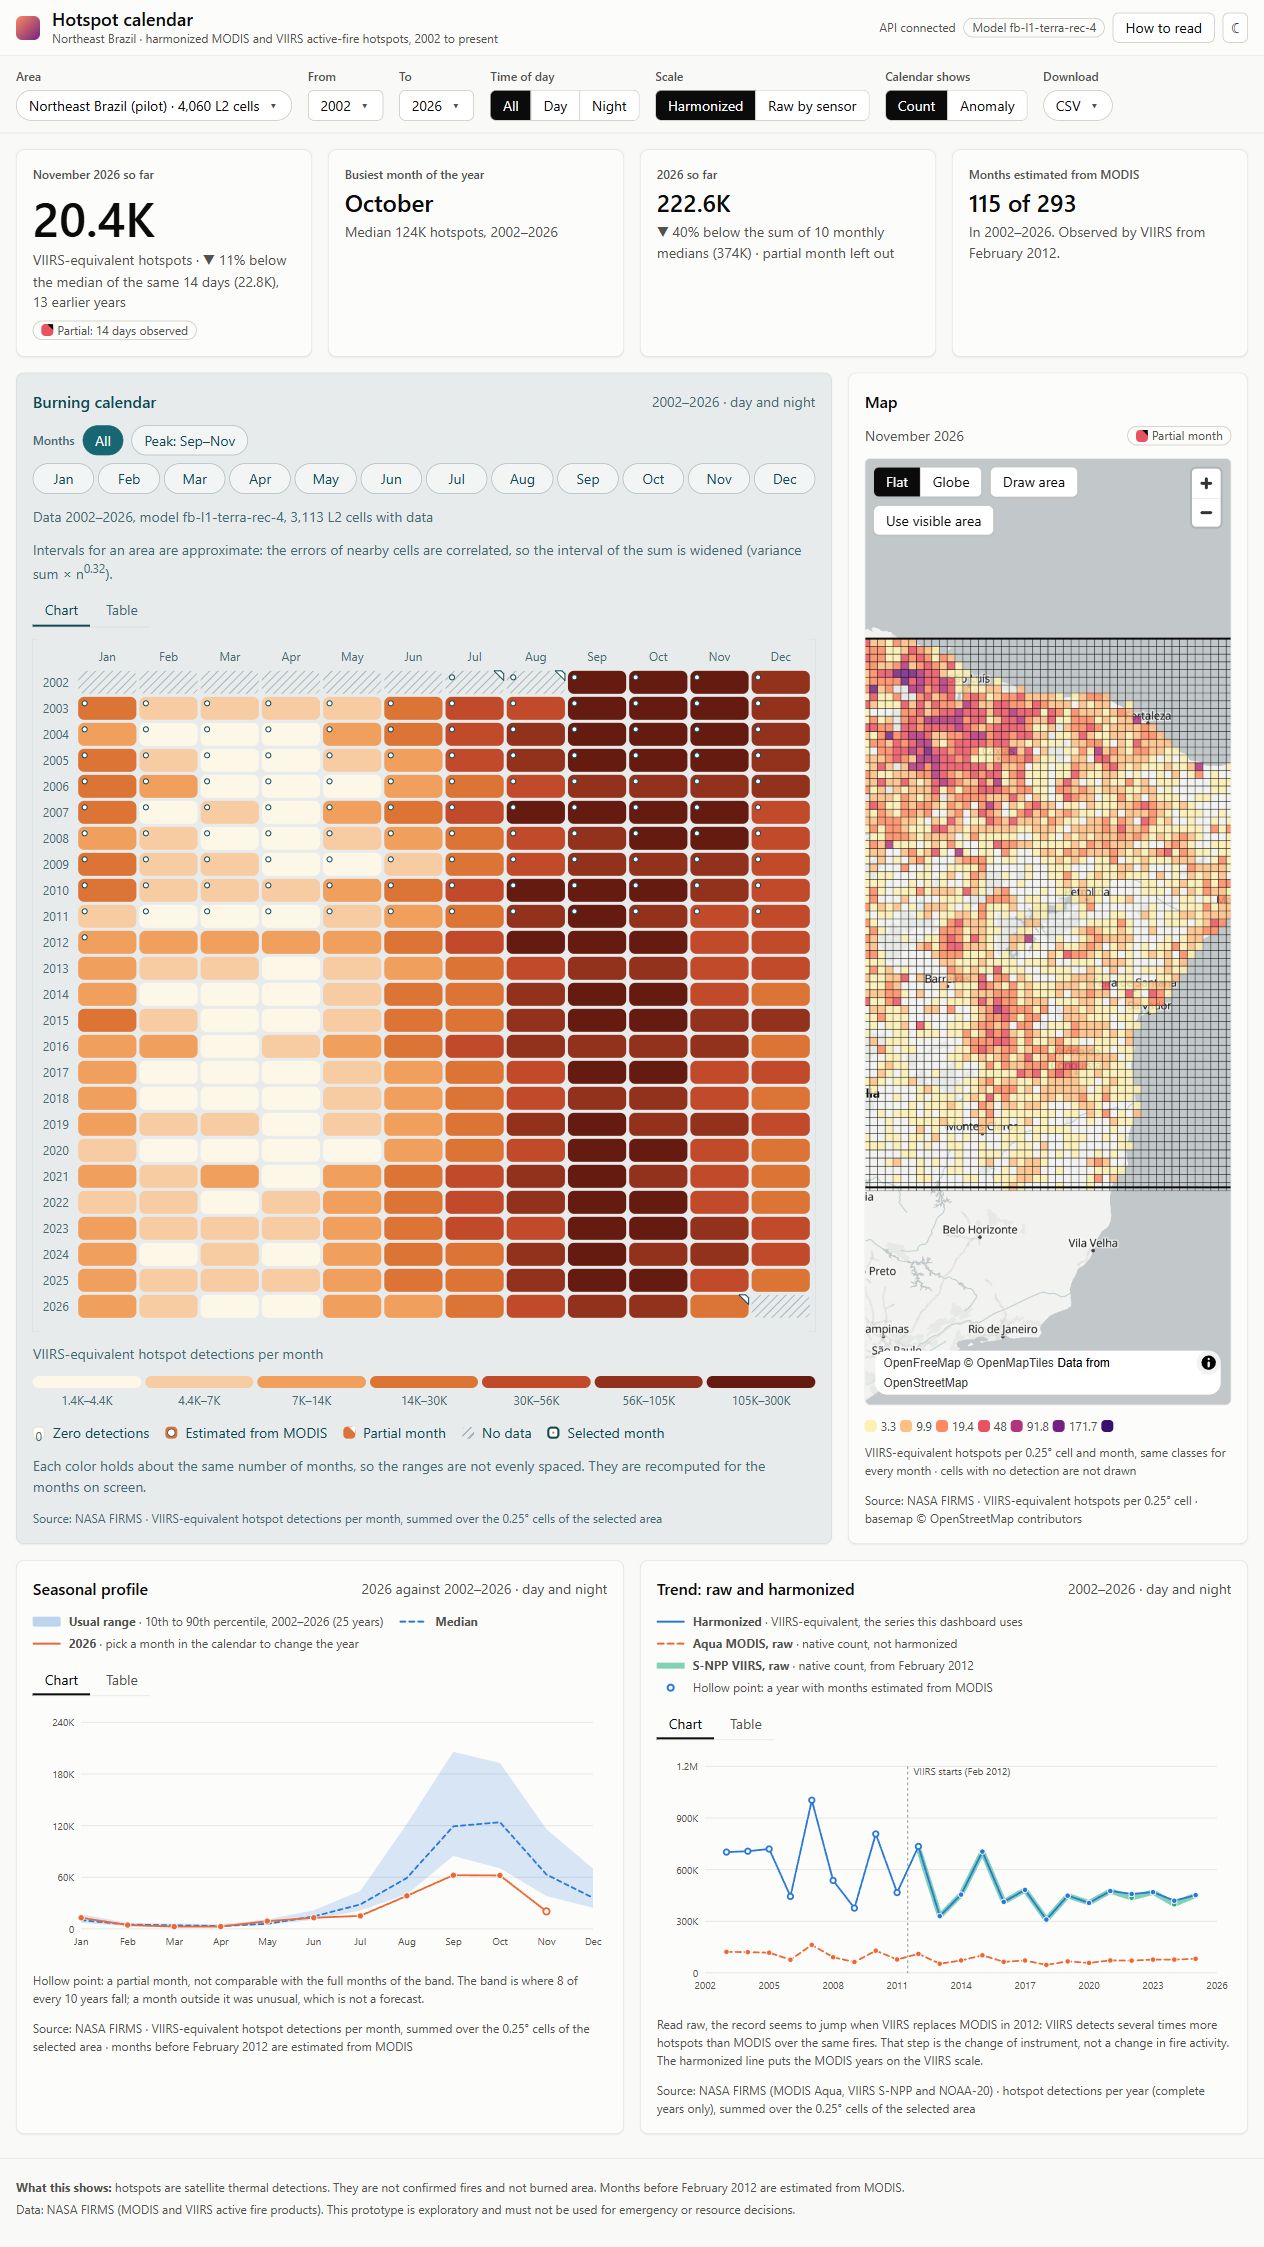 Hotspot calendar
Northeast Brazil · harmonized MODIS and VIIRS active-fire hotspots, 2002 to present
API connected
Model fb-l1-terra-rec-4
How to read
Area
From
To
Time of day
Scale
Calendar shows
Download
Northeast Brazil (pilot) · 4,060 L2 cells
2002
2026
All Day Night
Harmonized Raw by sensor
Count Anomaly
CSV
November 2026 so far
20.4K
VIIRS-equivalent hotspots · ▼ 11% below
the median of the same 14 days (22.8K),
13 earlier years
Partial: 14 days observed
Busiest month of the year
October
Median 124K hotspots, 2002–2026
2026 so far
222.6K
▼ 40% below the sum of 10 monthly
medians (374K) · partial month left out
Months estimated from MODIS
115 of 293
In 2002–2026. Observed by VIIRS from
February 2012.
Burning calendar
2002–2026 · day and night
Months All Peak: Sep–Nov
Jan Feb Mar Apr May Jun Jul Aug Sep Oct Nov Dec
Data 2002–2026, model fb-l1-terra-rec-4, 3,113 L2 cells with data
Intervals for an area are approximate: the errors of nearby cells are correlated, so the interval of the sum is widened (variance
sum × n0.32).
Chart Table
Jan Feb Mar Apr May Jun Jul Aug Sep Oct Nov Dec
2002
2003
2004
2005
2006
2007
2008
2009
2010
2011
2012
2013
2014
2015
2016
2017
2018
2019
2020
2021
2022
2023
2024
2025
2026
VIIRS-equivalent hotspot detections per month
1.4K–4.4K 4.4K–7K 7K–14K 14K–30K 30K–56K 56K–105K 105K–300K
0 Zero detections Estimated from MODIS Partial month No data Selected month
Each color holds about the same number of months, so the ranges are not evenly spaced. They are recomputed for the
months on screen.
Source: NASA FIRMS · VIIRS-equivalent hotspot detections per month, summed over the 0.25° cells of the selected area
Map
November 2026
Partial month
Flat Globe Draw area
Use visible area
+
−
Belo Horizonte
Vila Velha
Preto
ampinas
Rio de Janeiro
OpenFreeMap © OpenMapTiles Data from
OpenStreetMap
3.3 9.9 19.4 48 91.8 171.7
VIIRS-equivalent hotspots per 0.25° cell and month, same classes for
every month · cells with no detection are not drawn
Source: NASA FIRMS · VIIRS-equivalent hotspots per 0.25° cell ·
basemap © OpenStreetMap contributors
Seasonal profile
2026 against 2002–2026 · day and night
Usual range · 10th to 90th percentile, 2002–2026 (25 years) Median
2026 · pick a month in the calendar to change the year
Chart Table
240K
180K
120K
60K
0
Jan Feb Mar Apr May Jun Jul Aug Sep Oct Nov Dec
Hollow point: a partial month, not comparable with the full months of the band. The band is where 8 of
every 10 years fall; a month outside it was unusual, which is not a forecast.
Source: NASA FIRMS · VIIRS-equivalent hotspot detections per month, summed over the 0.25° cells of the
selected area · months before February 2012 are estimated from MODIS
Trend: raw and harmonized
2002–2026 · day and night
Harmonized · VIIRS-equivalent, the series this dashboard uses
Aqua MODIS, raw · native count, not harmonized
S-NPP VIIRS, raw · native count, from February 2012
Hollow point: a year with months estimated from MODIS
Chart Table
1.2M
VIIRS starts (Feb 2012)
900K
600K
300K
0
2002 2005 2008 2011 2014 2017 2020 2023 2026
Read raw, the record seems to jump when VIIRS replaces MODIS in 2012: VIIRS detects several times more
hotspots than MODIS over the same fires. That step is the change of instrument, not a change in fire activity.
The harmonized line puts the MODIS years on the VIIRS scale.
Source: NASA FIRMS (MODIS Aqua, VIIRS S-NPP and NOAA-20) · hotspot detections per year (complete
years only), summed over the 0.25° cells of the selected area
What this shows: hotspots are satellite thermal detections. They are not confirmed fires and not burned area. Months before February 2012 are estimated from MODIS.
Data: NASA FIRMS (MODIS and VIIRS active fire products). This prototype is exploratory and must not be used for emergency or resource decisions.